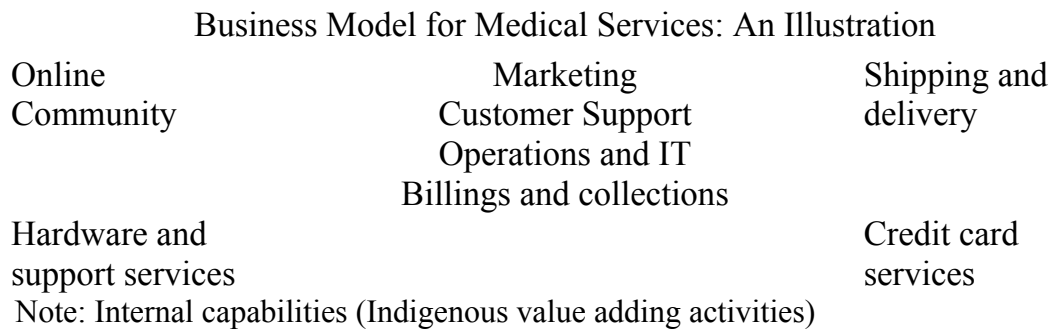 Business Model for Medical Services: An Illustration
Online Marketing Shipping and
Community Customer Support delivery
Operations and IT
Billings and collections
Hardware and Credit card
support services services
Note: Internal capabilities (Indigenous value adding activities)